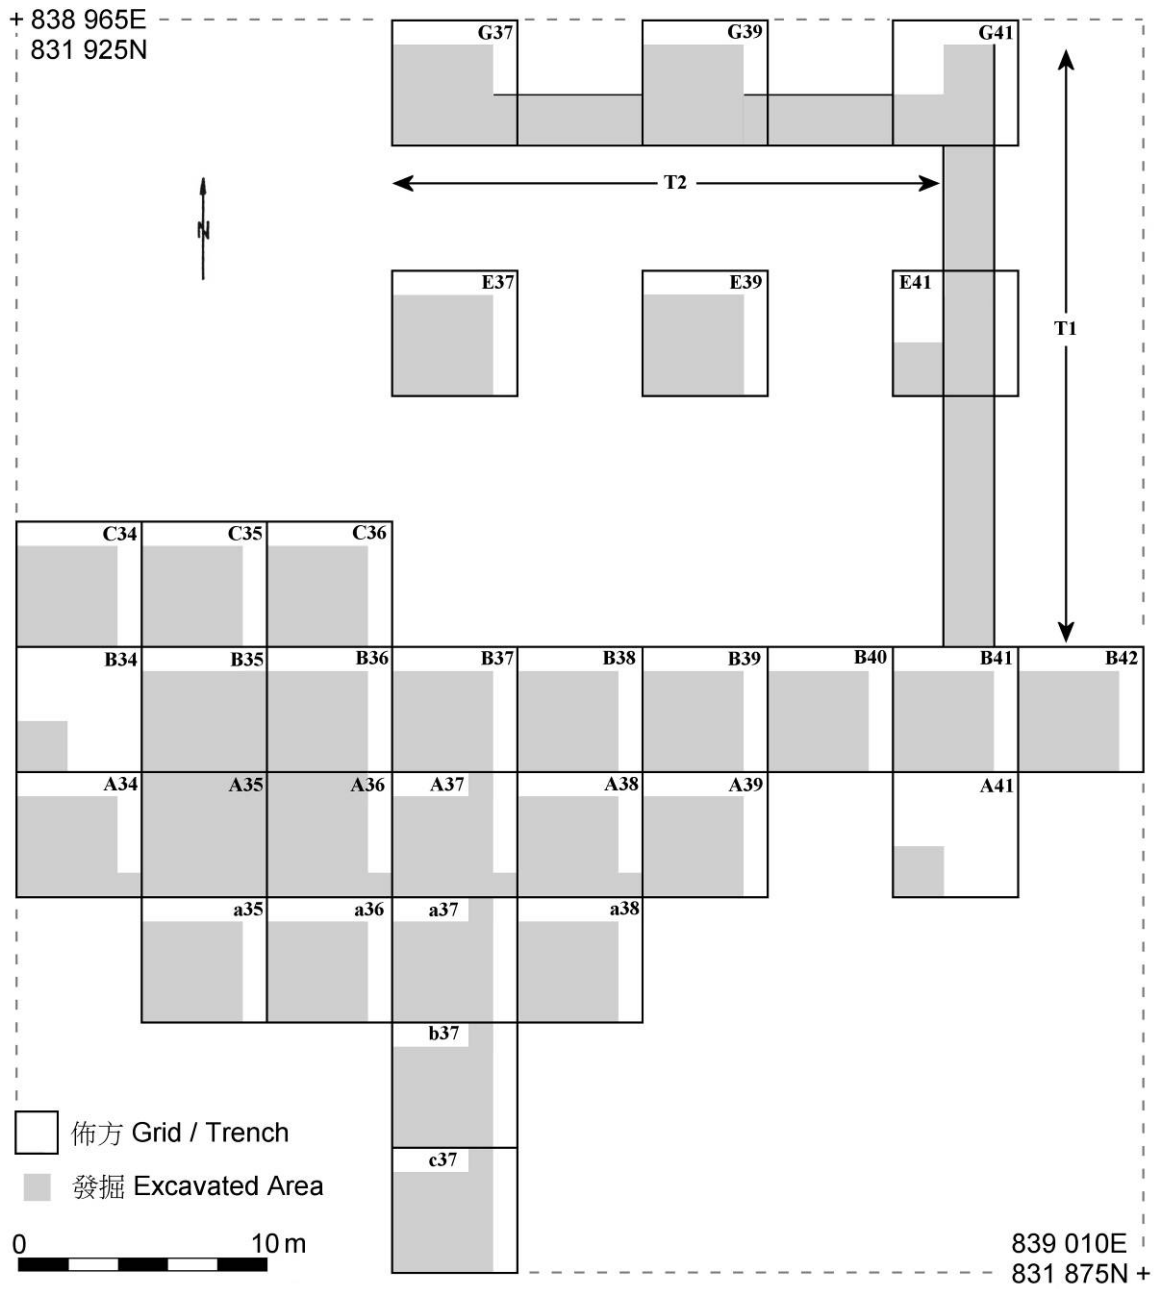 + 838 965E
831 925N
G37 G39 G41
T2
N
E37 E39 E41
T1
C34 C35 C36
B34 B35 B36 B37 B38 B39 B40 B41 B42
A34 A35 A36 A37 A38 A39 A41
a35 a36 a37 a38
b37
佈方 Grid / Trench
c37
發掘 Excavated Area
0 10 m
839 010E
831 875N +